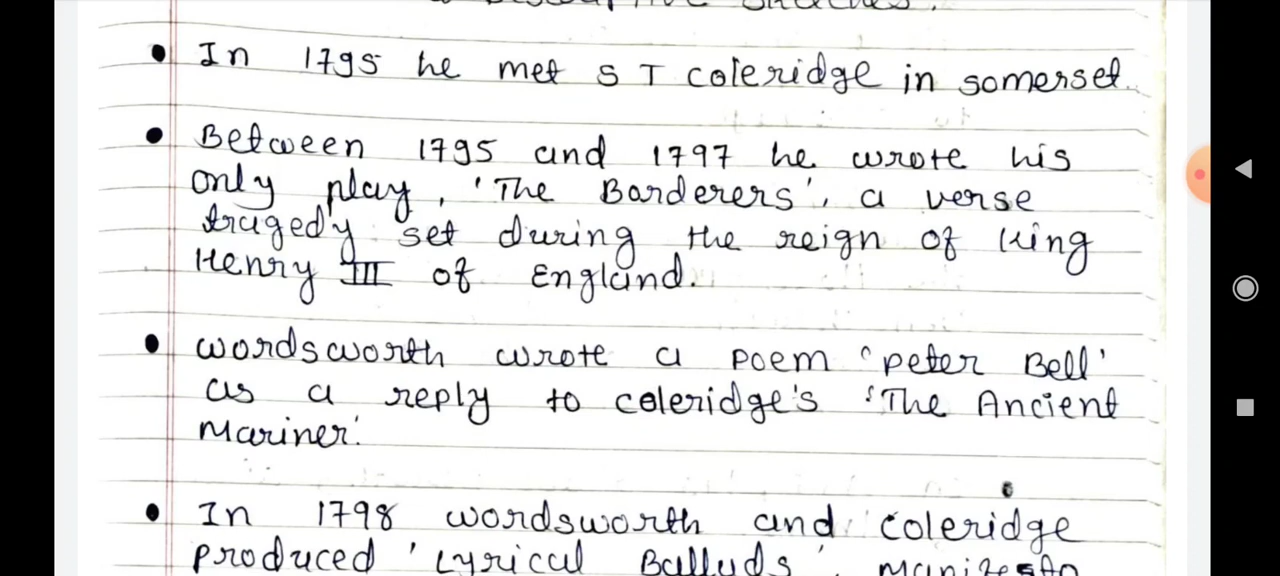 • In 1795 he met S T coleridge in somerset.
• Between 1795 and 1797 he wrote his
only play, 'The Barderers', a verse
tragedy set during the reign of King
Henry III of England.
• wordsworth wrote a poem 'peter Bell'
as a reply to coleridge's 'The Ancient
Mariner'.
• In 1798 wordsworth and coleridge
produced 'Lyrical Ballads',